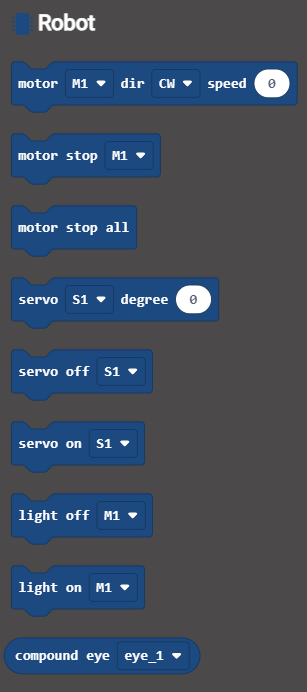 Robot
motor M1 dir CW speed 0
motor stop M1
motor stop all
servo S1 degree 0
servo off S1
servo on S1
light off M1
light on M1
compound eye eye_1